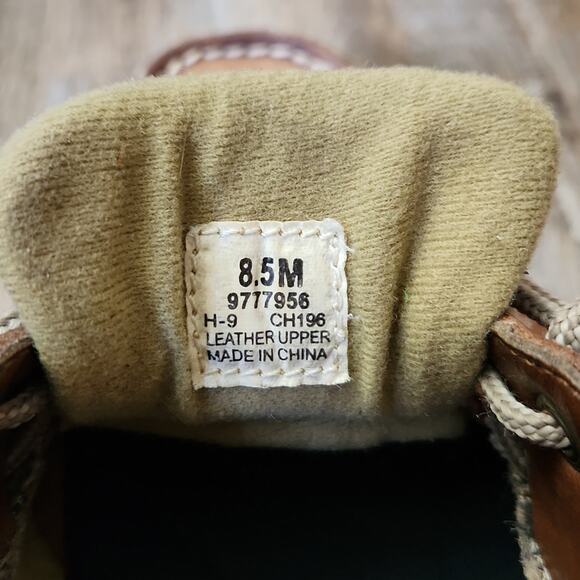 8.5M
9777956
H-9 CH196
LEATHER UPPER
MADE IN CHINA